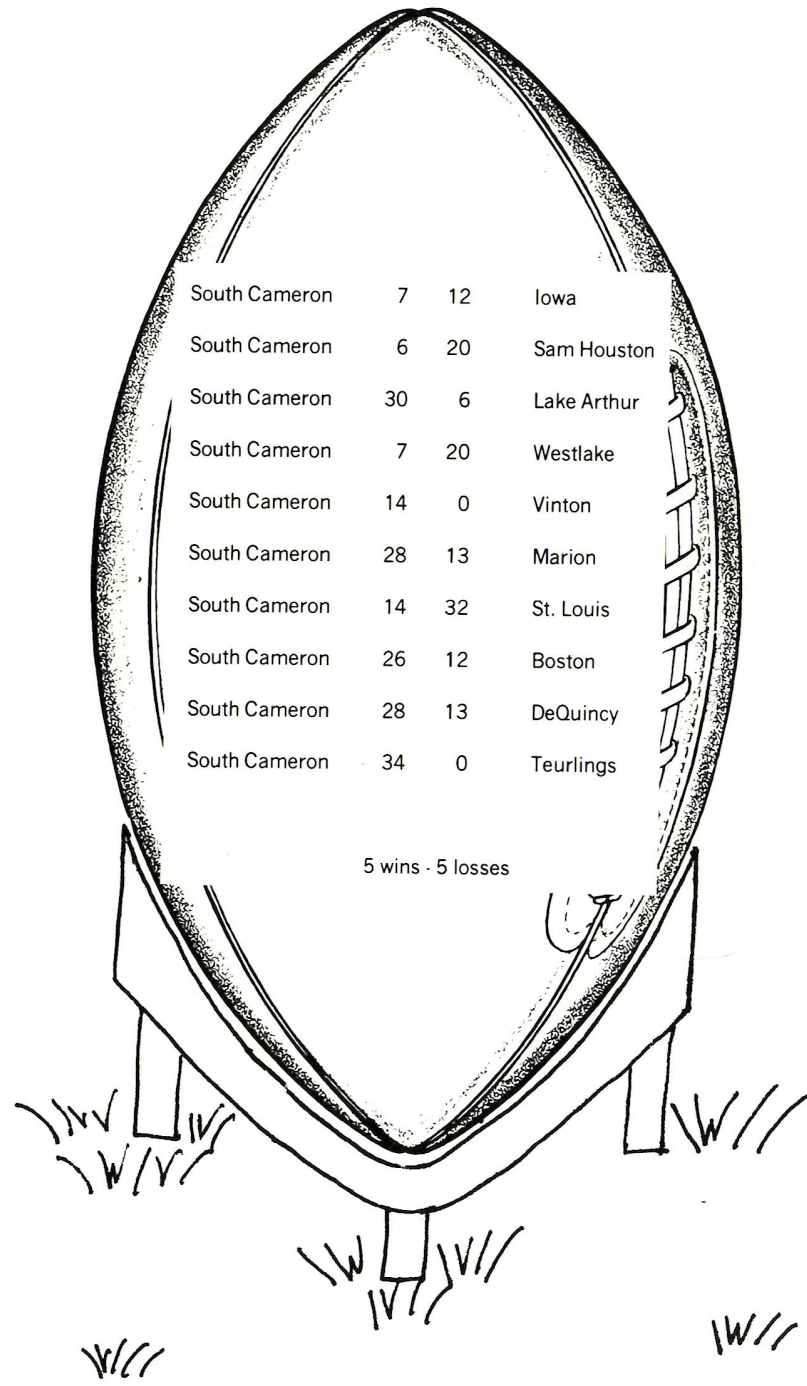 South Cameron 7 12 Iowa
South Cameron 6 20 Sam Houston
South Cameron 30 6 Lake Arthur
South Cameron 7 20 Westlake
South Cameron 14 0 Vinton
South Cameron 28 13 Marion
South Cameron 14 32 St. Louis
South Cameron 26 12 Boston
South Cameron 28 13 DeQuincy
South Cameron 34 0 Teurlings
5 wins - 5 losses